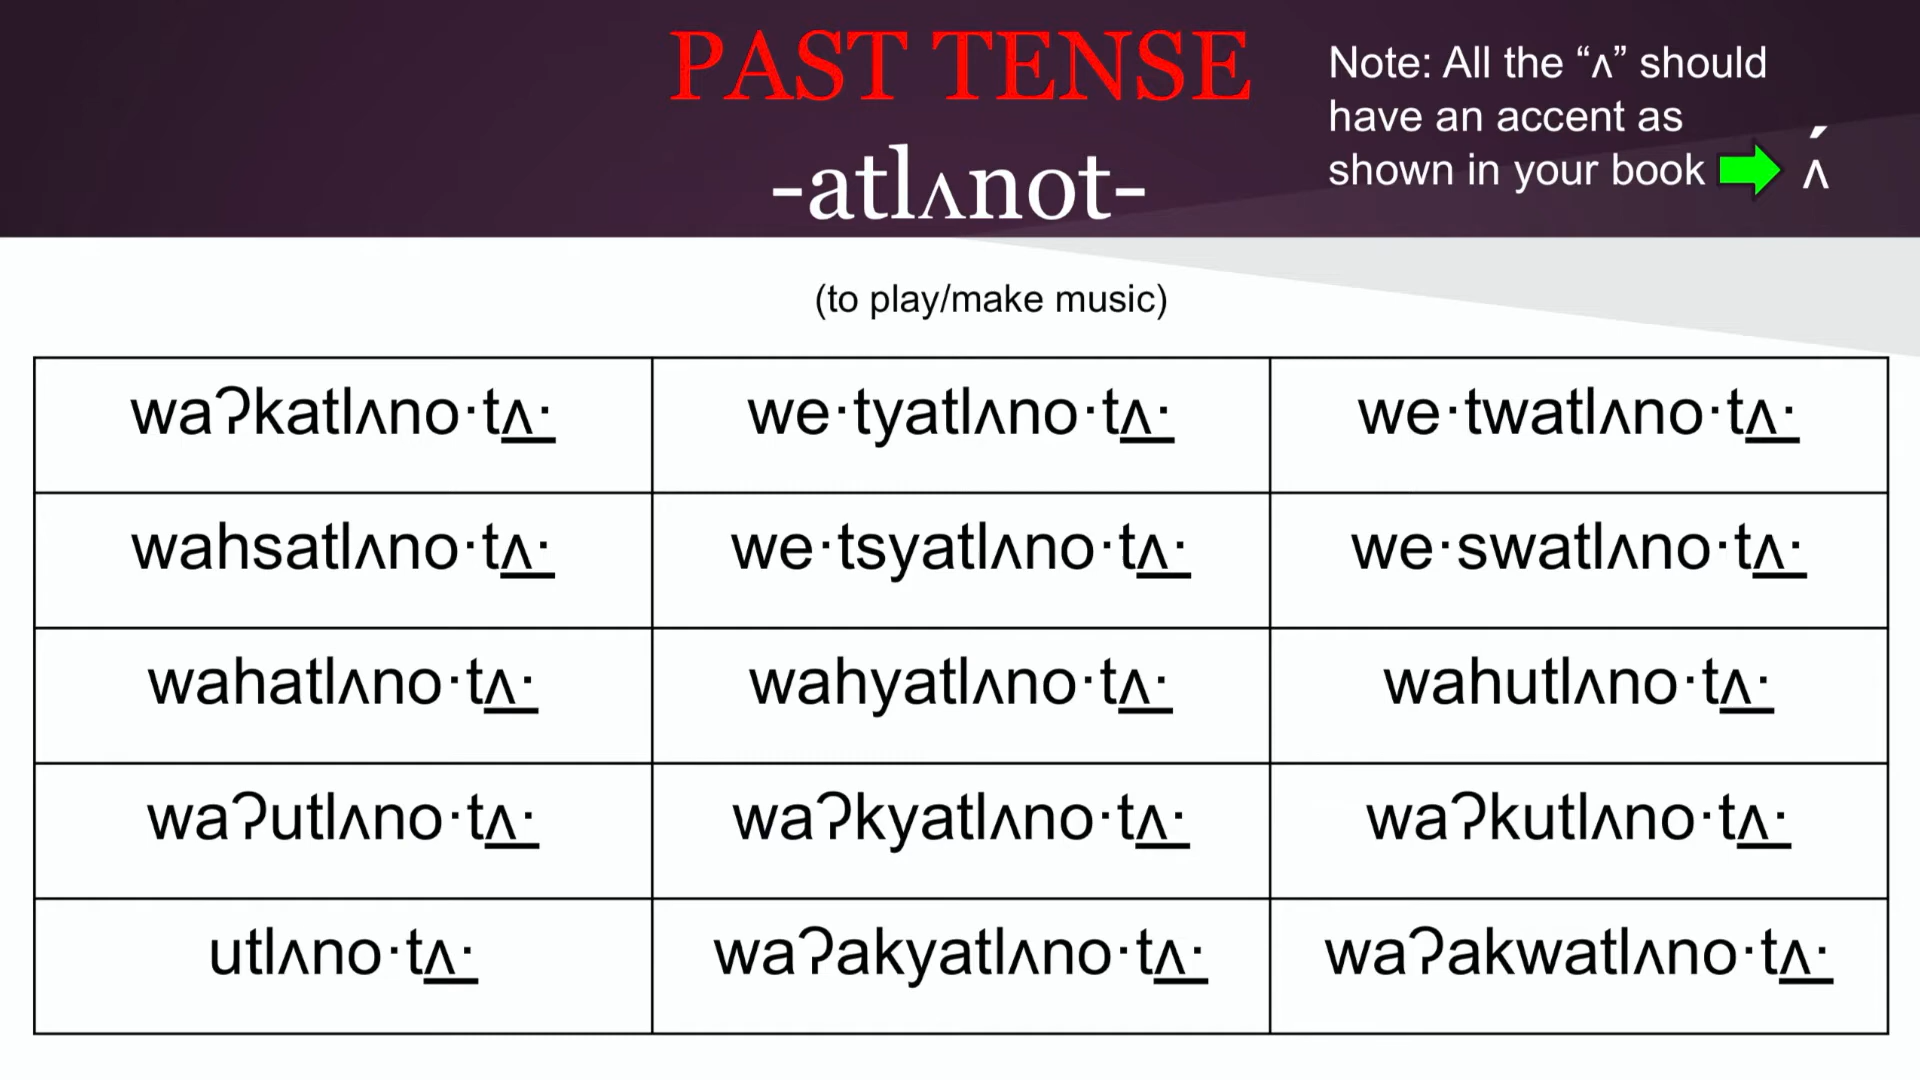 PAST TENSE
-atlʌnot-
Note: All the “ʌ” should
have an accent as
shown in your book
ʌ́
(to play/make music)
waʔkatlʌno·tʌ̲·̲ we·tyatlʌno·tʌ̲·̲ we·twatlʌno·tʌ̲·̲
wahsatlʌno·tʌ̲·̲ we·tsyatlʌno·tʌ̲·̲ we·swatlʌno·tʌ̲·̲
wahatlʌno·tʌ̲·̲ wahyatlʌno·tʌ̲·̲ wahutlʌno·tʌ̲·̲
waʔutlʌno·tʌ̲·̲ waʔkyatlʌno·tʌ̲·̲ waʔkutlʌno·tʌ̲·̲
utlʌno·tʌ̲·̲ waʔakyatlʌno·tʌ̲·̲ waʔakwatlʌno·tʌ̲·̲